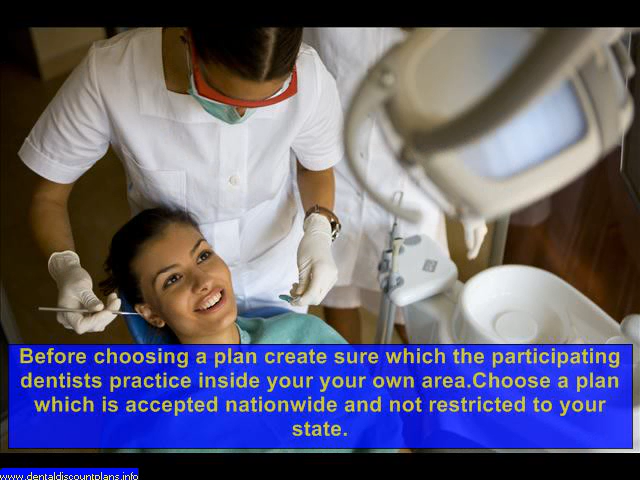 Before choosing a plan create sure which the participating
dentists practice inside your your own area.Choose a plan
which is accepted nationwide and not restricted to your
state.
www.dentaldiscountplans.info